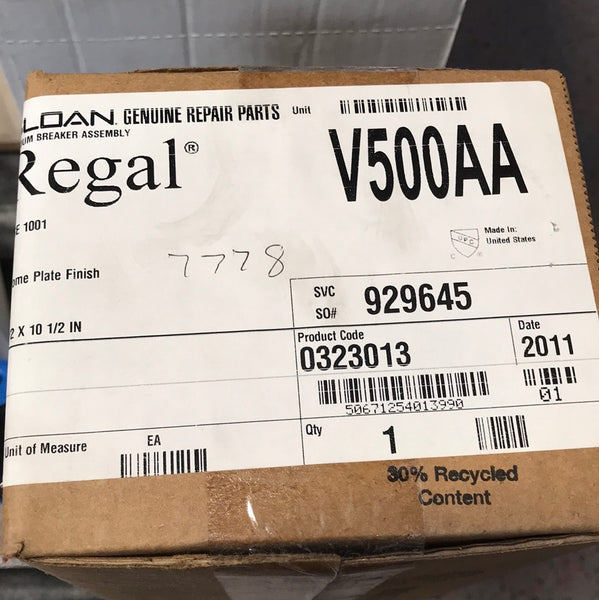 LOAN. GENUINE REPAIR PARTS Unit
UM BREAKER ASSEMBLY
Regal®
V500AA
E 1001
UPC
C ®
Made In:
United States
ome Plate Finish
7778
SVC
SO# 929645
2 X 10 1/2 IN
Product Code
0323013
Date
2011
50671254013990
01
Unit of Measure
EA
Qty
1
30% Recycled
Content